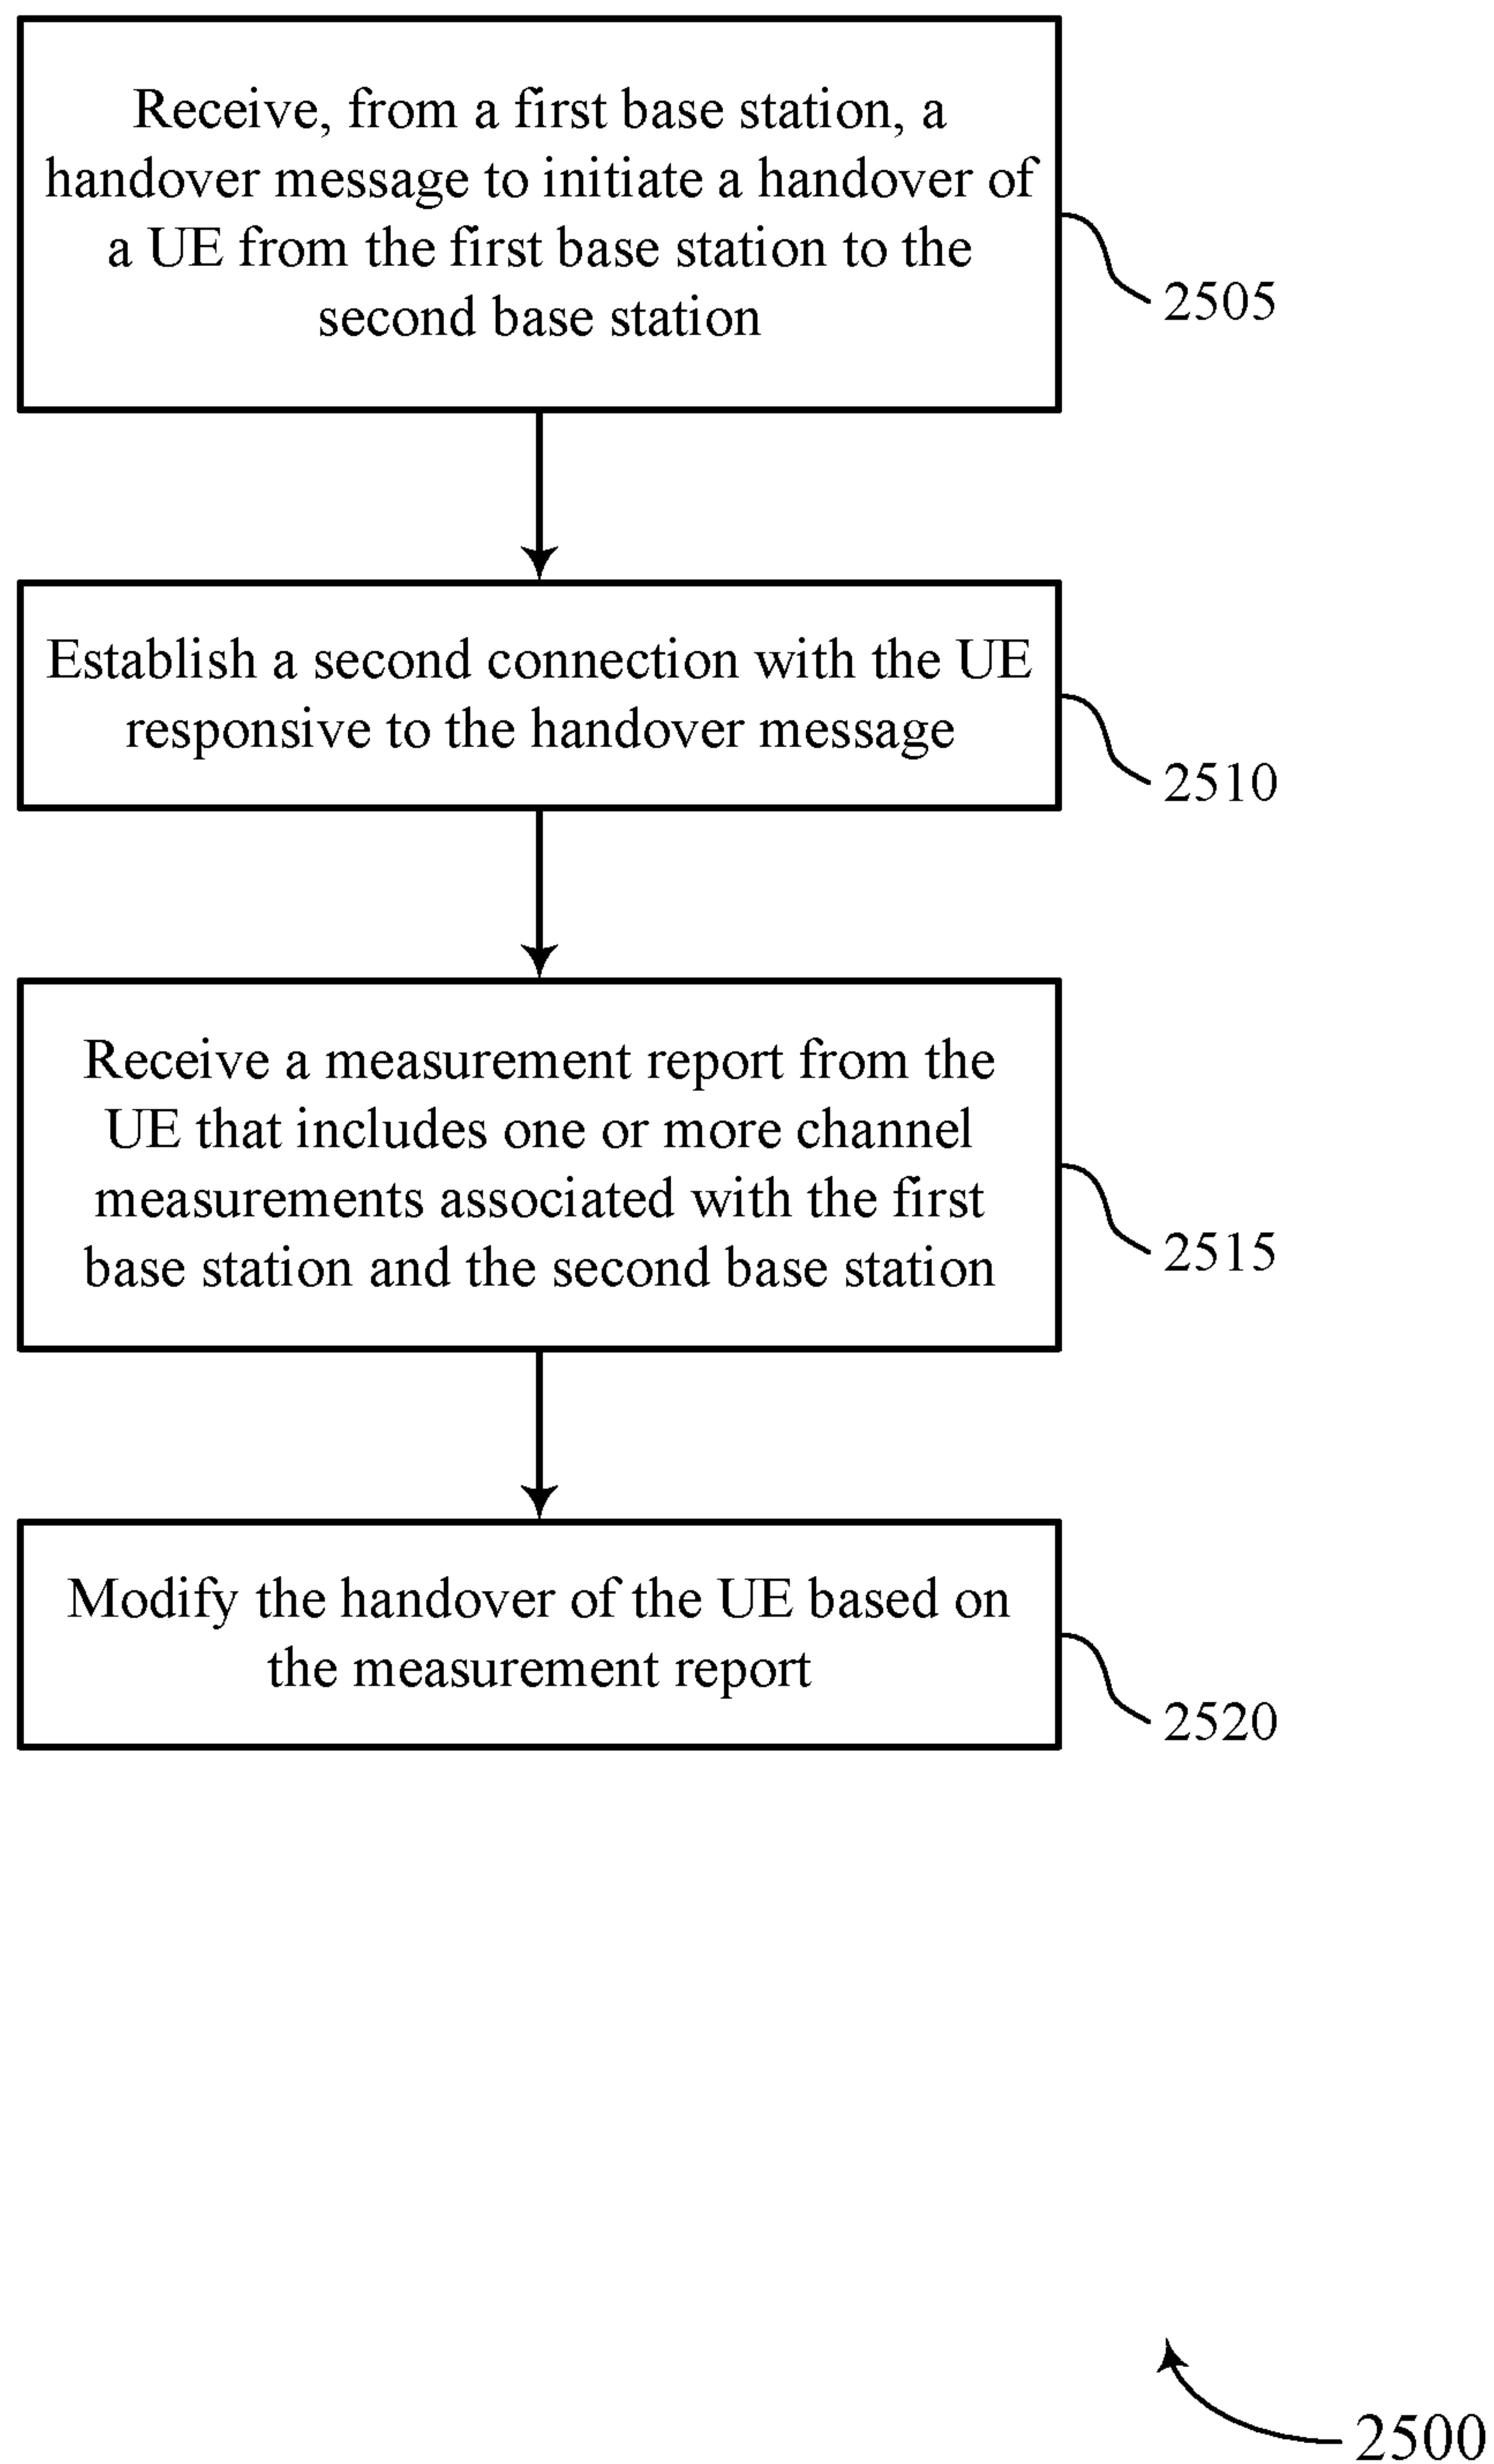 Receive, from a first base station, a
handover message to initiate a handover of
a UE from the first base station to the
second base station
2505
Establish a second connection with the UE
responsive to the handover message
2510
Receive a measurement report from the
UE that includes one or more channel
measurements associated with the first
base station and the second base station
2515
Modify the handover of the UE based on
the measurement report
2520
2500